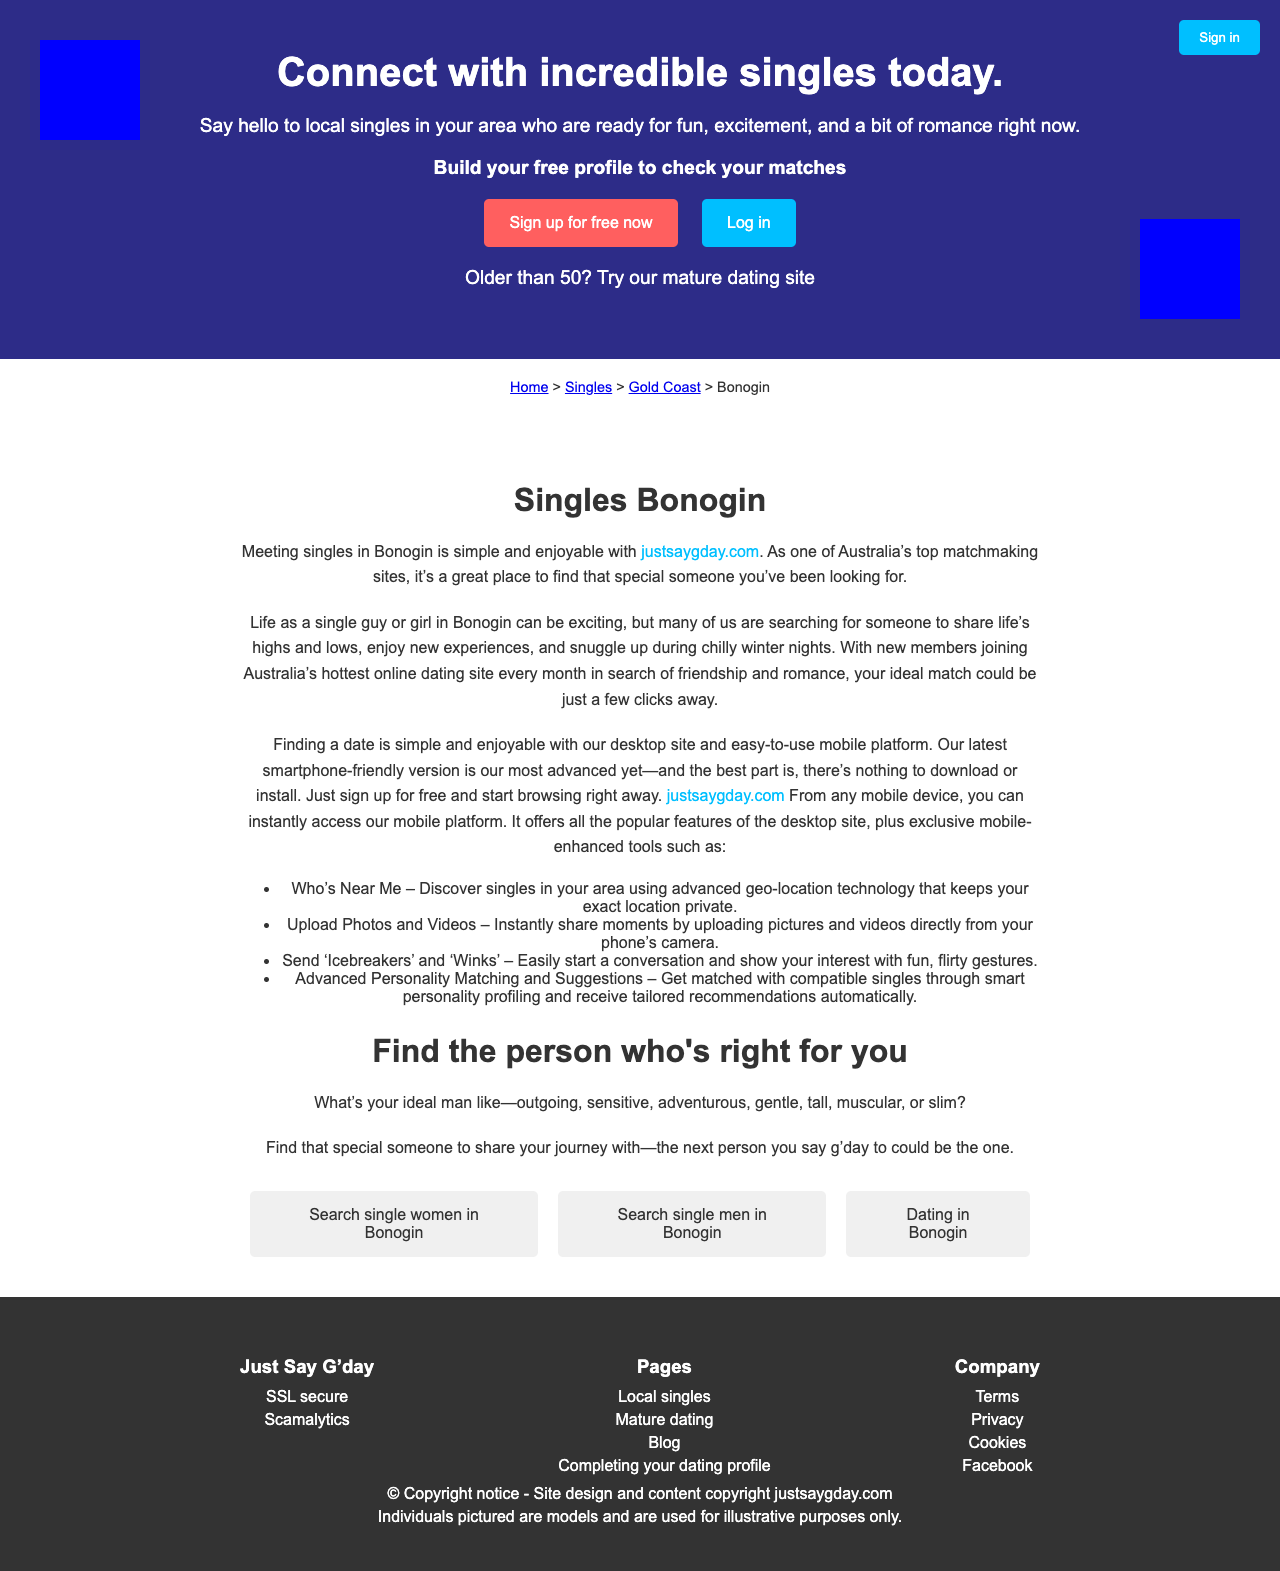 Sign in
Connect with incredible singles today.
Say hello to local singles in your area who are ready for fun, excitement, and a bit of romance right now.
Build your free profile to check your matches
Sign up for free now
Log in
Older than 50? Try our mature dating site
Home > Singles > Gold Coast > Bonogin
Singles Bonogin
Meeting singles in Bonogin is simple and enjoyable with justsaygday.com. As one of Australia’s top matchmaking
sites, it’s a great place to find that special someone you’ve been looking for.
Life as a single guy or girl in Bonogin can be exciting, but many of us are searching for someone to share life’s
highs and lows, enjoy new experiences, and snuggle up during chilly winter nights. With new members joining
Australia’s hottest online dating site every month in search of friendship and romance, your ideal match could be
just a few clicks away.
Finding a date is simple and enjoyable with our desktop site and easy-to-use mobile platform. Our latest
smartphone-friendly version is our most advanced yet—and the best part is, there’s nothing to download or
install. Just sign up for free and start browsing right away. justsaygday.com From any mobile device, you can
instantly access our mobile platform. It offers all the popular features of the desktop site, plus exclusive mobile-
enhanced tools such as:
• Who’s Near Me – Discover singles in your area using advanced geo-location technology that keeps your
exact location private.
• Upload Photos and Videos – Instantly share moments by uploading pictures and videos directly from your
phone’s camera.
• Send ‘Icebreakers’ and ‘Winks’ – Easily start a conversation and show your interest with fun, flirty gestures.
• Advanced Personality Matching and Suggestions – Get matched with compatible singles through smart
personality profiling and receive tailored recommendations automatically.
Find the person who's right for you
What’s your ideal man like—outgoing, sensitive, adventurous, gentle, tall, muscular, or slim?
Find that special someone to share your journey with—the next person you say g’day to could be the one.
Search single women in
Bonogin
Search single men in
Bonogin
Dating in
Bonogin
Just Say G’day
SSL secure
Scamalytics
Pages
Local singles
Mature dating
Blog
Completing your dating profile
Company
Terms
Privacy
Cookies
Facebook
© Copyright notice - Site design and content copyright justsaygday.com
Individuals pictured are models and are used for illustrative purposes only.